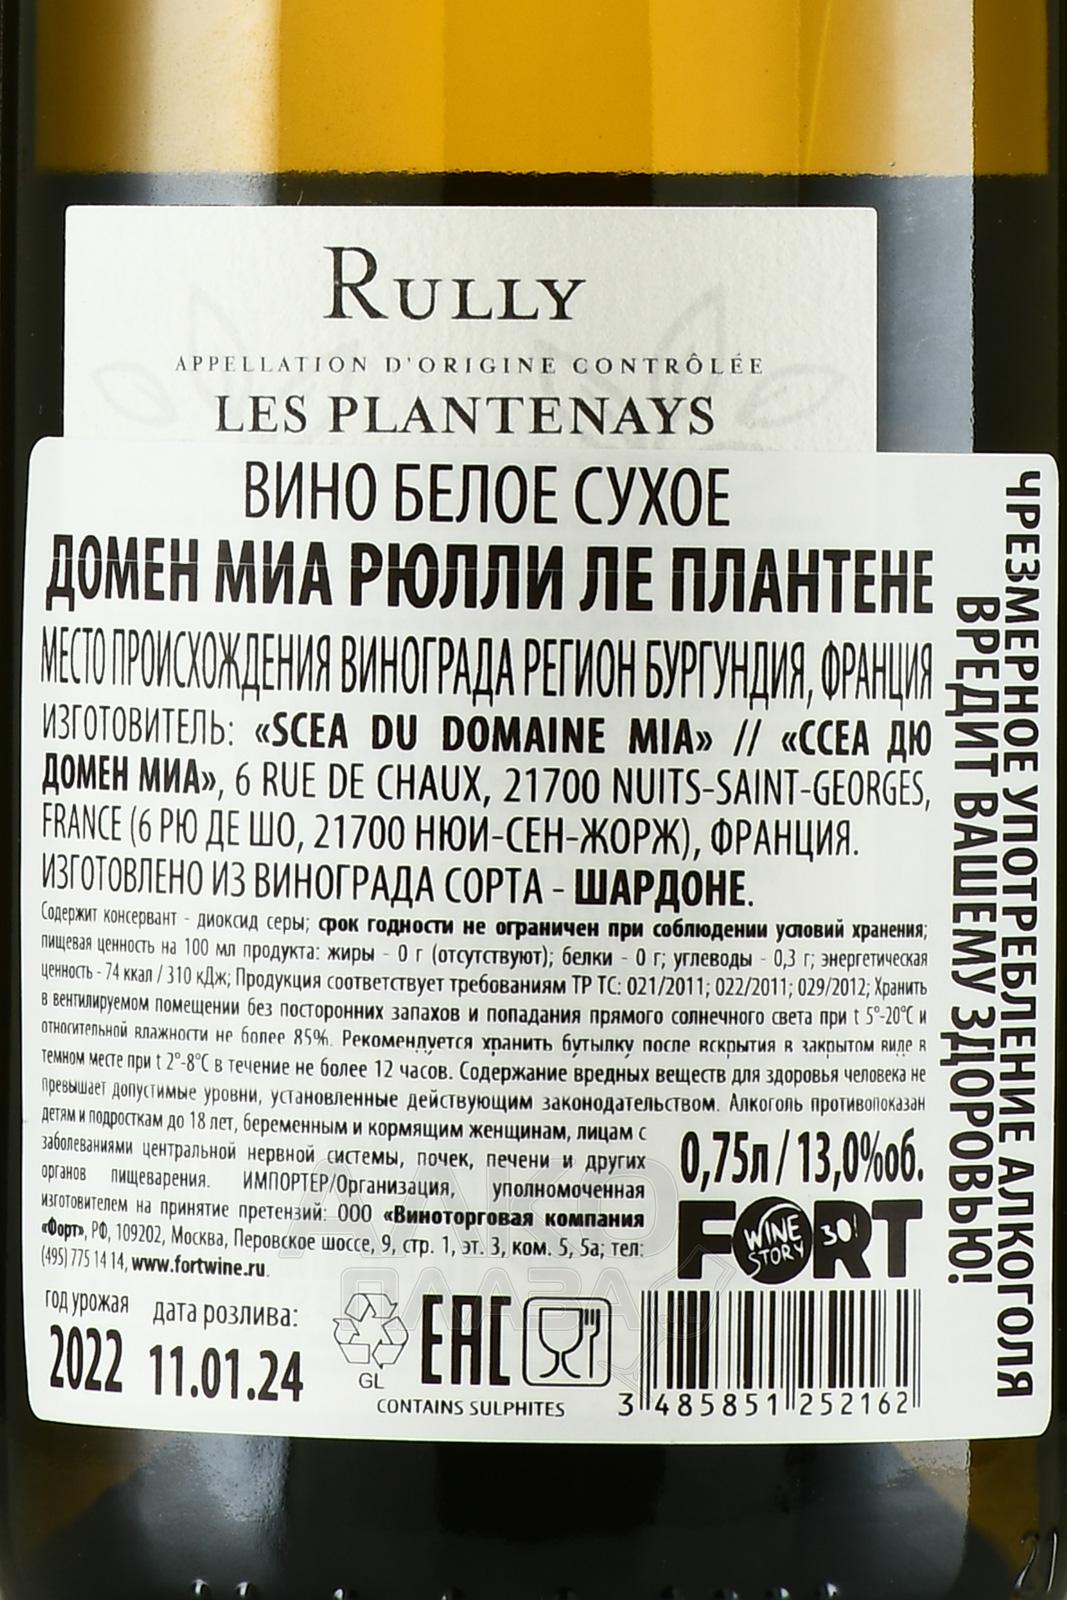 RULLY
APPELLATION D'ORIGINE CONTRÔLÉE
LES PLANTENAYS
ВИНО БЕЛОЕ СУХОЕ
ДОМЕН МИА РЮЛЛИ ЛЕ ПЛАНТЕНЕ
МЕСТО ПРОИСХОЖДЕНИЯ ВИНОГРАДА РЕГИОН БУРГУНДИЯ, ФРАНЦИЯ
ИЗГОТОВИТЕЛЬ: «SCEA DU DOMAINE MIA» // «ССЕА ДЮ
ДОМЕН МИА», 6 RUE DE CHAUX, 21700 NUITS-SAINT-GEORGES,
FRANCE (6 РЮ ДЕ ШО, 21700 НЮИ-СЕН-ЖОРЖ), ФРАНЦИЯ.
ИЗГОТОВЛЕНО ИЗ ВИНОГРАДА СОРТА - ШАРДОНЕ.
Содержит консервант - диоксид серы; срок годности не ограничен при соблюдении условий хранения;
пищевая ценность на 100 мл продукта: жиры - 0 г (отсутствуют); белки - 0 г; углеводы - 0,3 г; энергетическая
ценность - 74 ккал / 310 кДж; Продукция соответствует требованиям ТР ТС: 021/2011; 022/2011; 029/2012; Хранить
в вентилируемом помещении без посторонних запахов и попадания прямого солнечного света при t 5°-20°С и
относительной влажности не более 85%. Рекомендуется хранить бутылку после вскрытия в закрытом виде в
темном месте при t 2°-8°С в течение не более 12 часов. Содержание вредных веществ для здоровья человека не
превышает допустимые уровни, установленные действующим законодательством. Алкоголь противопоказан
детям и подросткам до 18 лет, беременным и кормящим женщинам, лицам с
заболеваниями центральной нервной системы, почек, печени и других
органов пищеварения. ИМПОРТЕР/Организация, уполномоченная
изготовителем на принятие претензий: ООО «Виноторговая компания
«Форт», РФ, 109202, Москва, Перовское шоссе, 9, стр. 1, эт. 3, ком. 5, 5а; тел:
(495) 775 14 14, www.fortwine.ru.
0,75л / 13,0%об.
FORT
WINE
STORY
30!
год урожая
2022
дата розлива:
11.01.24
GL
EAC
CONTAINS SULPHITES
3 485851 252162
ЧРЕЗМЕРНОЕ УПОТРЕБЛЕНИЕ АЛКОГОЛЯ
ВРЕДИТ ВАШЕМУ ЗДОРОВЬЮ!
АЛКО
ПЛАЗА
21